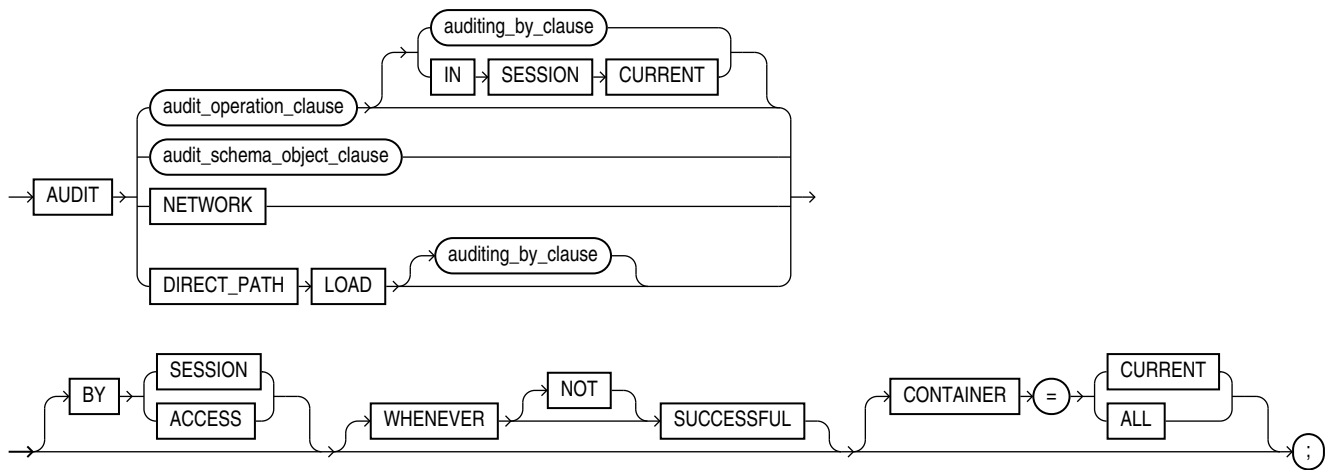 auditing_by_clause
IN SESSION CURRENT
audit_operation_clause
audit_schema_object_clause
AUDIT
NETWORK
auditing_by_clause
DIRECT_PATH LOAD
SESSION
BY
ACCESS
NOT
WHENEVER SUCCESSFUL
CURRENT
CONTAINER =
ALL
;